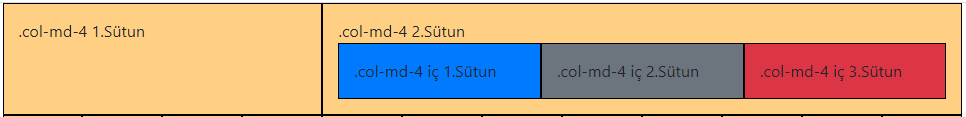 .col-md-4 1.Sütun
.col-md-4 2.Sütun
.col-md-4 iç 1.Sütun
.col-md-4 iç 2.Sütun
.col-md-4 iç 3.Sütun